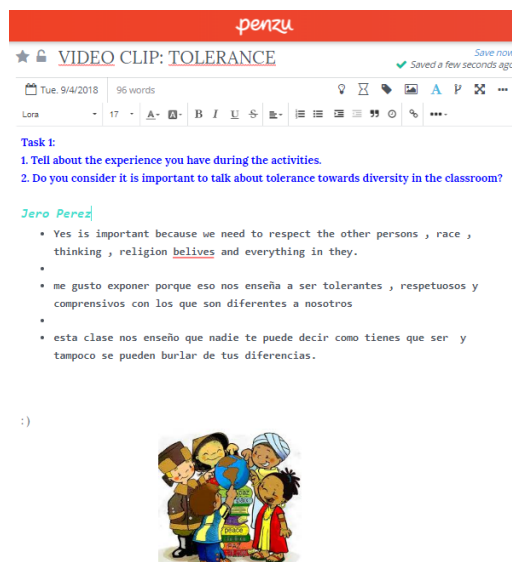 penzu
VIDEO CLIP: TOLERANCE
Save now
Saved a few seconds ago
Tue. 9/4/2018 96 words
Lora 17 A A B I U S
Task 1:
1. Tell about the experience you have during the activities.
2. Do you consider it is important to talk about tolerance towards diversity in the classroom?
Jero Perez
• Yes is important because we need to respect the other persons , race ,
thinking , religion belives and everything in they.
•
• me gusto exponer porque eso nos enseña a ser tolerantes , respetuosos y
comprensivos con los que son diferentes a nosotros
•
• esta clase nos enseño que nadie te puede decir como tienes que ser y
tampoco se pueden burlar de tus diferencias.
:)
peace